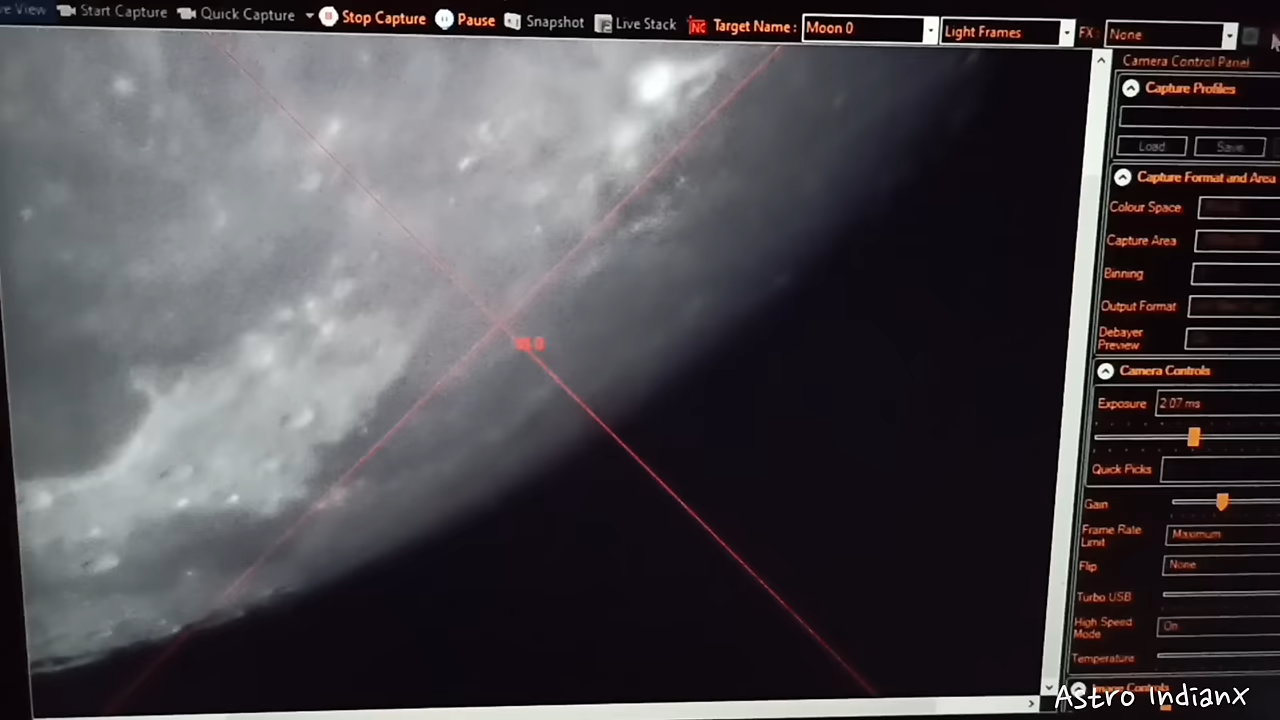 Start Capture Quick Capture Stop Capture Pause Snapshot Live Stack Target Name : Moon 0 Light Frames FX None
Camera Control Panel
Capture Profiles
Load Save
Capture Format and Area
Colour Space
Capture Area
Binning
Output Format
Debayer
Preview
Camera Controls
Exposure 2.07 ms
Quick Picks
Gain
Frame Rate
Limit Maximum
Flip None
Turbo USB
High Speed
Mode On
Temperature
Image Controls
Astro IndianX